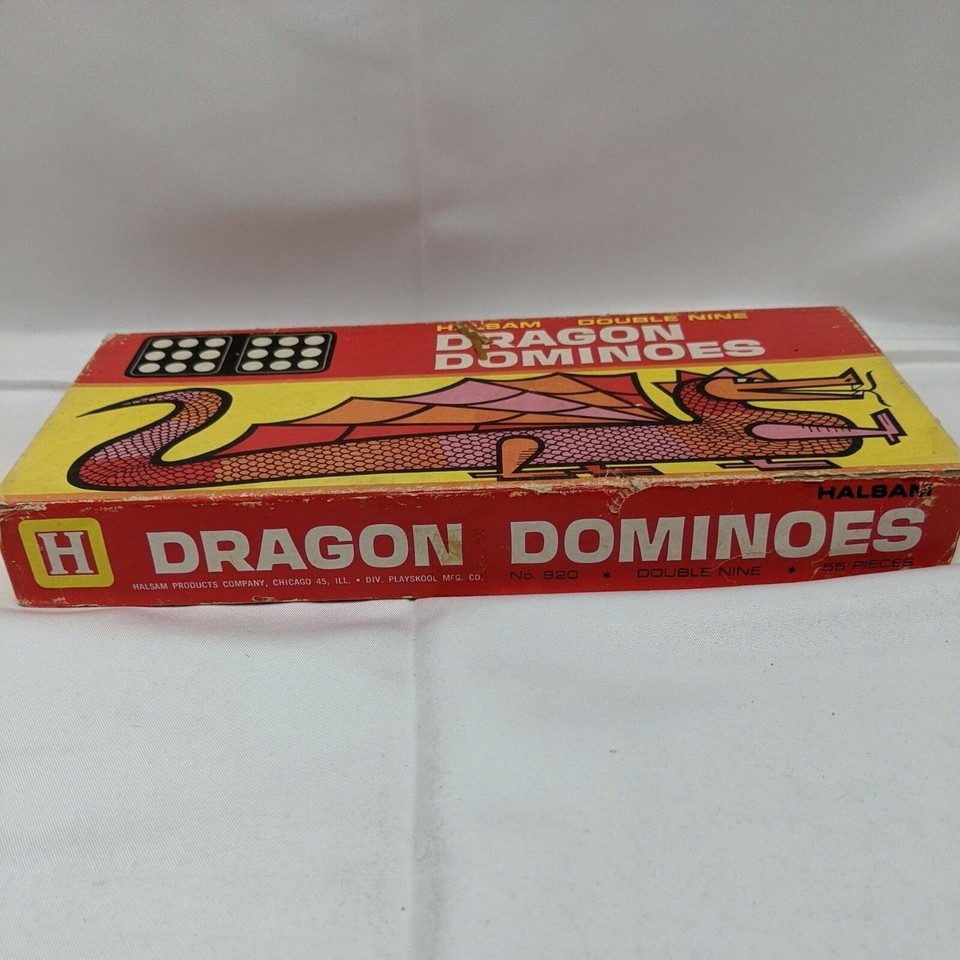 HALSAM DOUBLE NINE
DRAGON
DOMINOES
HALSAM
H DRAGON DOMINOES
HALSAM PRODUCTS COMPANY, CHICAGO 45, ILL. • DIV. PLAYSKOOL MFG. CO.
No. 920 * DOUBLE NINE * 55 PIECES